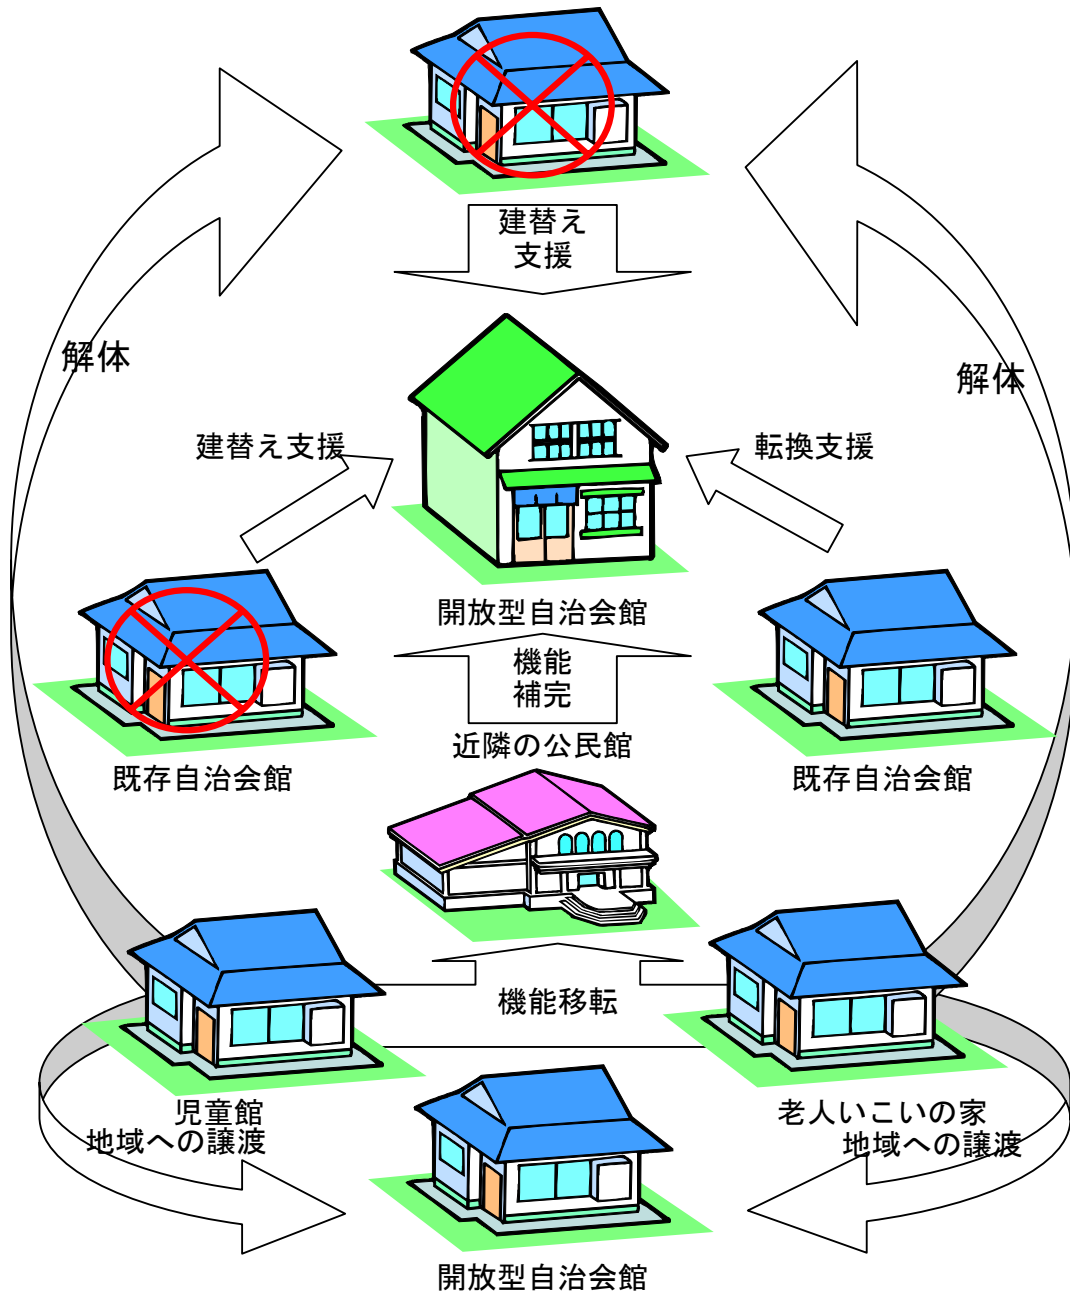 建替え
支援
解体
解体
建替え支援
転換支援
開放型自治会館
機能
補完
近隣の公民館
既存自治会館
既存自治会館
機能移転
児童館
地域への譲渡
老人いこいの家
地域への譲渡
開放型自治会館